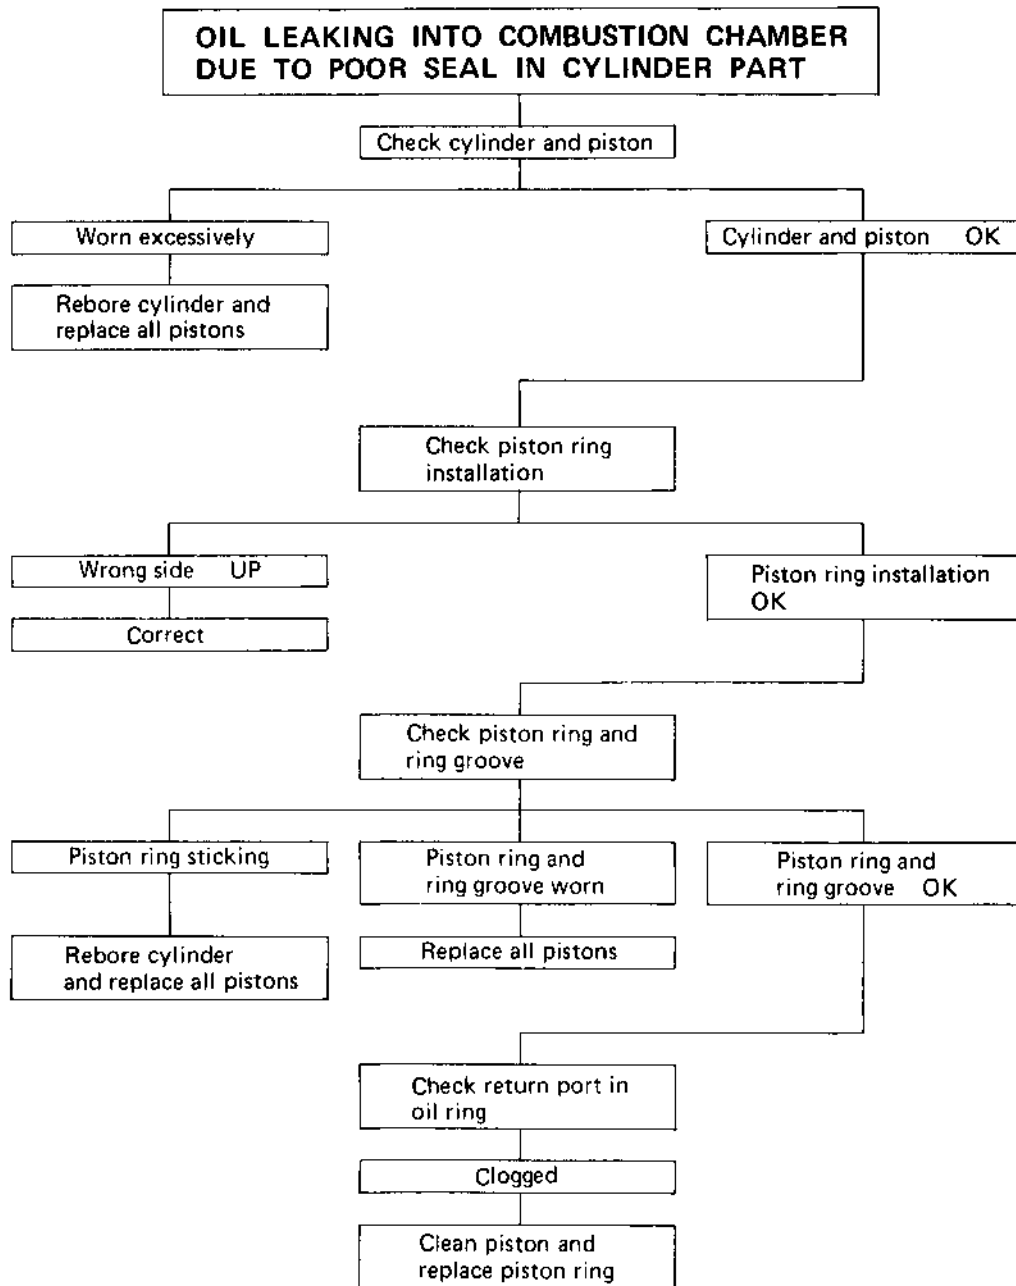 OIL LEAKING INTO COMBUSTION CHAMBER
DUE TO POOR SEAL IN CYLINDER PART
Check cylinder and piston
Worn excessively
Cylinder and piston OK
Rebore cylinder and
replace all pistons
Check piston ring
installation
Wrong side UP
Piston ring installation
OK
Correct
Check piston ring and
ring groove
Piston ring sticking
Piston ring and
ring groove worn
Piston ring and
ring groove OK
Rebore cylinder
and replace all pistons
Replace all pistons
Check return port in
oil ring
Clogged
Clean piston and
replace piston ring